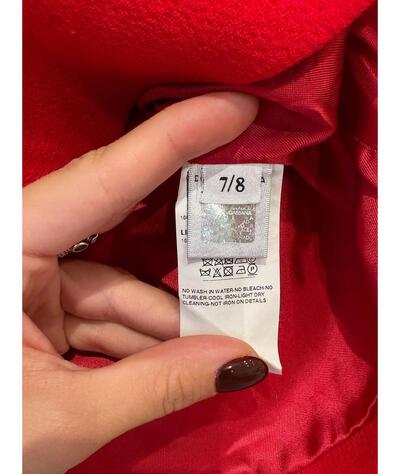 7/8
GABBANA
NO WASH IN WATER-NO BLEACH-NO
TUMBLER-COOL IRON-LIGHT DRY
CLEANING-NOT IRON ON DETAILS